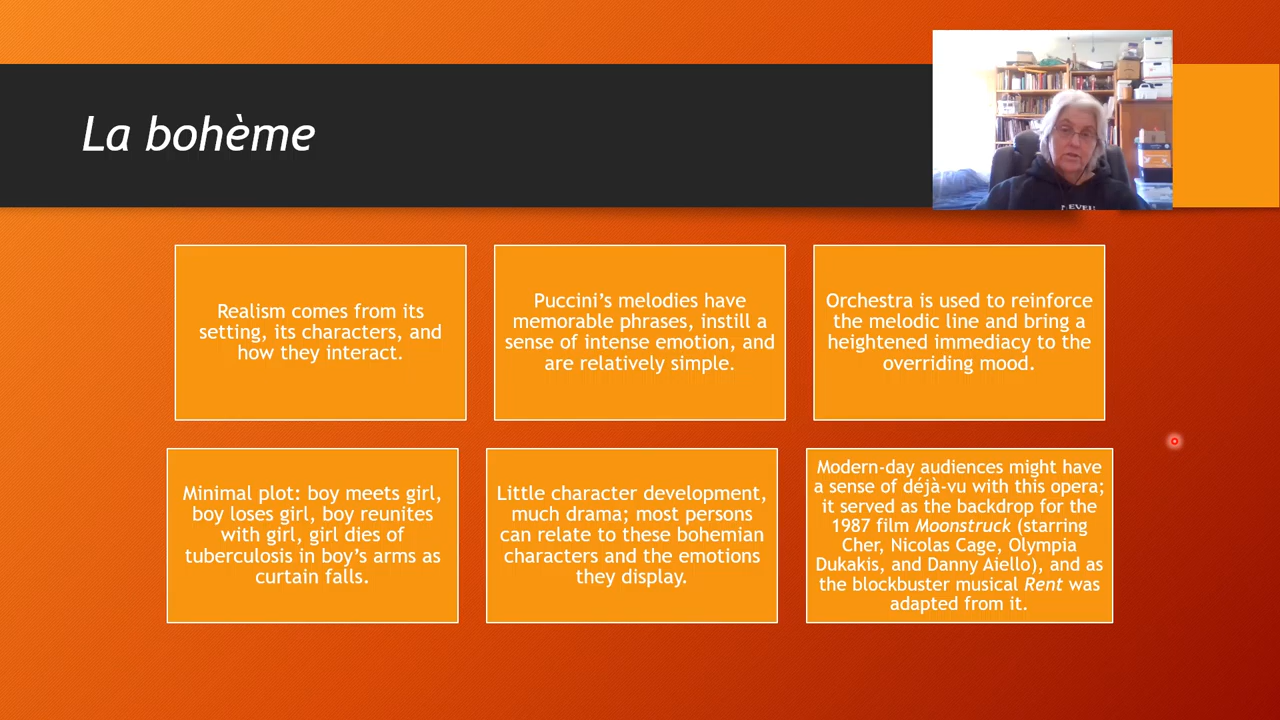 La bohème
Realism comes from its
setting, its characters, and
how they interact.
Puccini’s melodies have
memorable phrases, instill a
sense of intense emotion, and
are relatively simple.
Orchestra is used to reinforce
the melodic line and bring a
heightened immediacy to the
overriding mood.
Minimal plot: boy meets girl,
boy loses girl, boy reunites
with girl, girl dies of
tuberculosis in boy’s arms as
curtain falls.
Little character development,
much drama; most persons
can relate to these bohemian
characters and the emotions
they display.
Modern-day audiences might have
a sense of déjà-vu with this opera;
it served as the backdrop for the
1987 film Moonstruck (starring
Cher, Nicolas Cage, Olympia
Dukakis, and Danny Aiello), and as
the blockbuster musical Rent was
adapted from it.